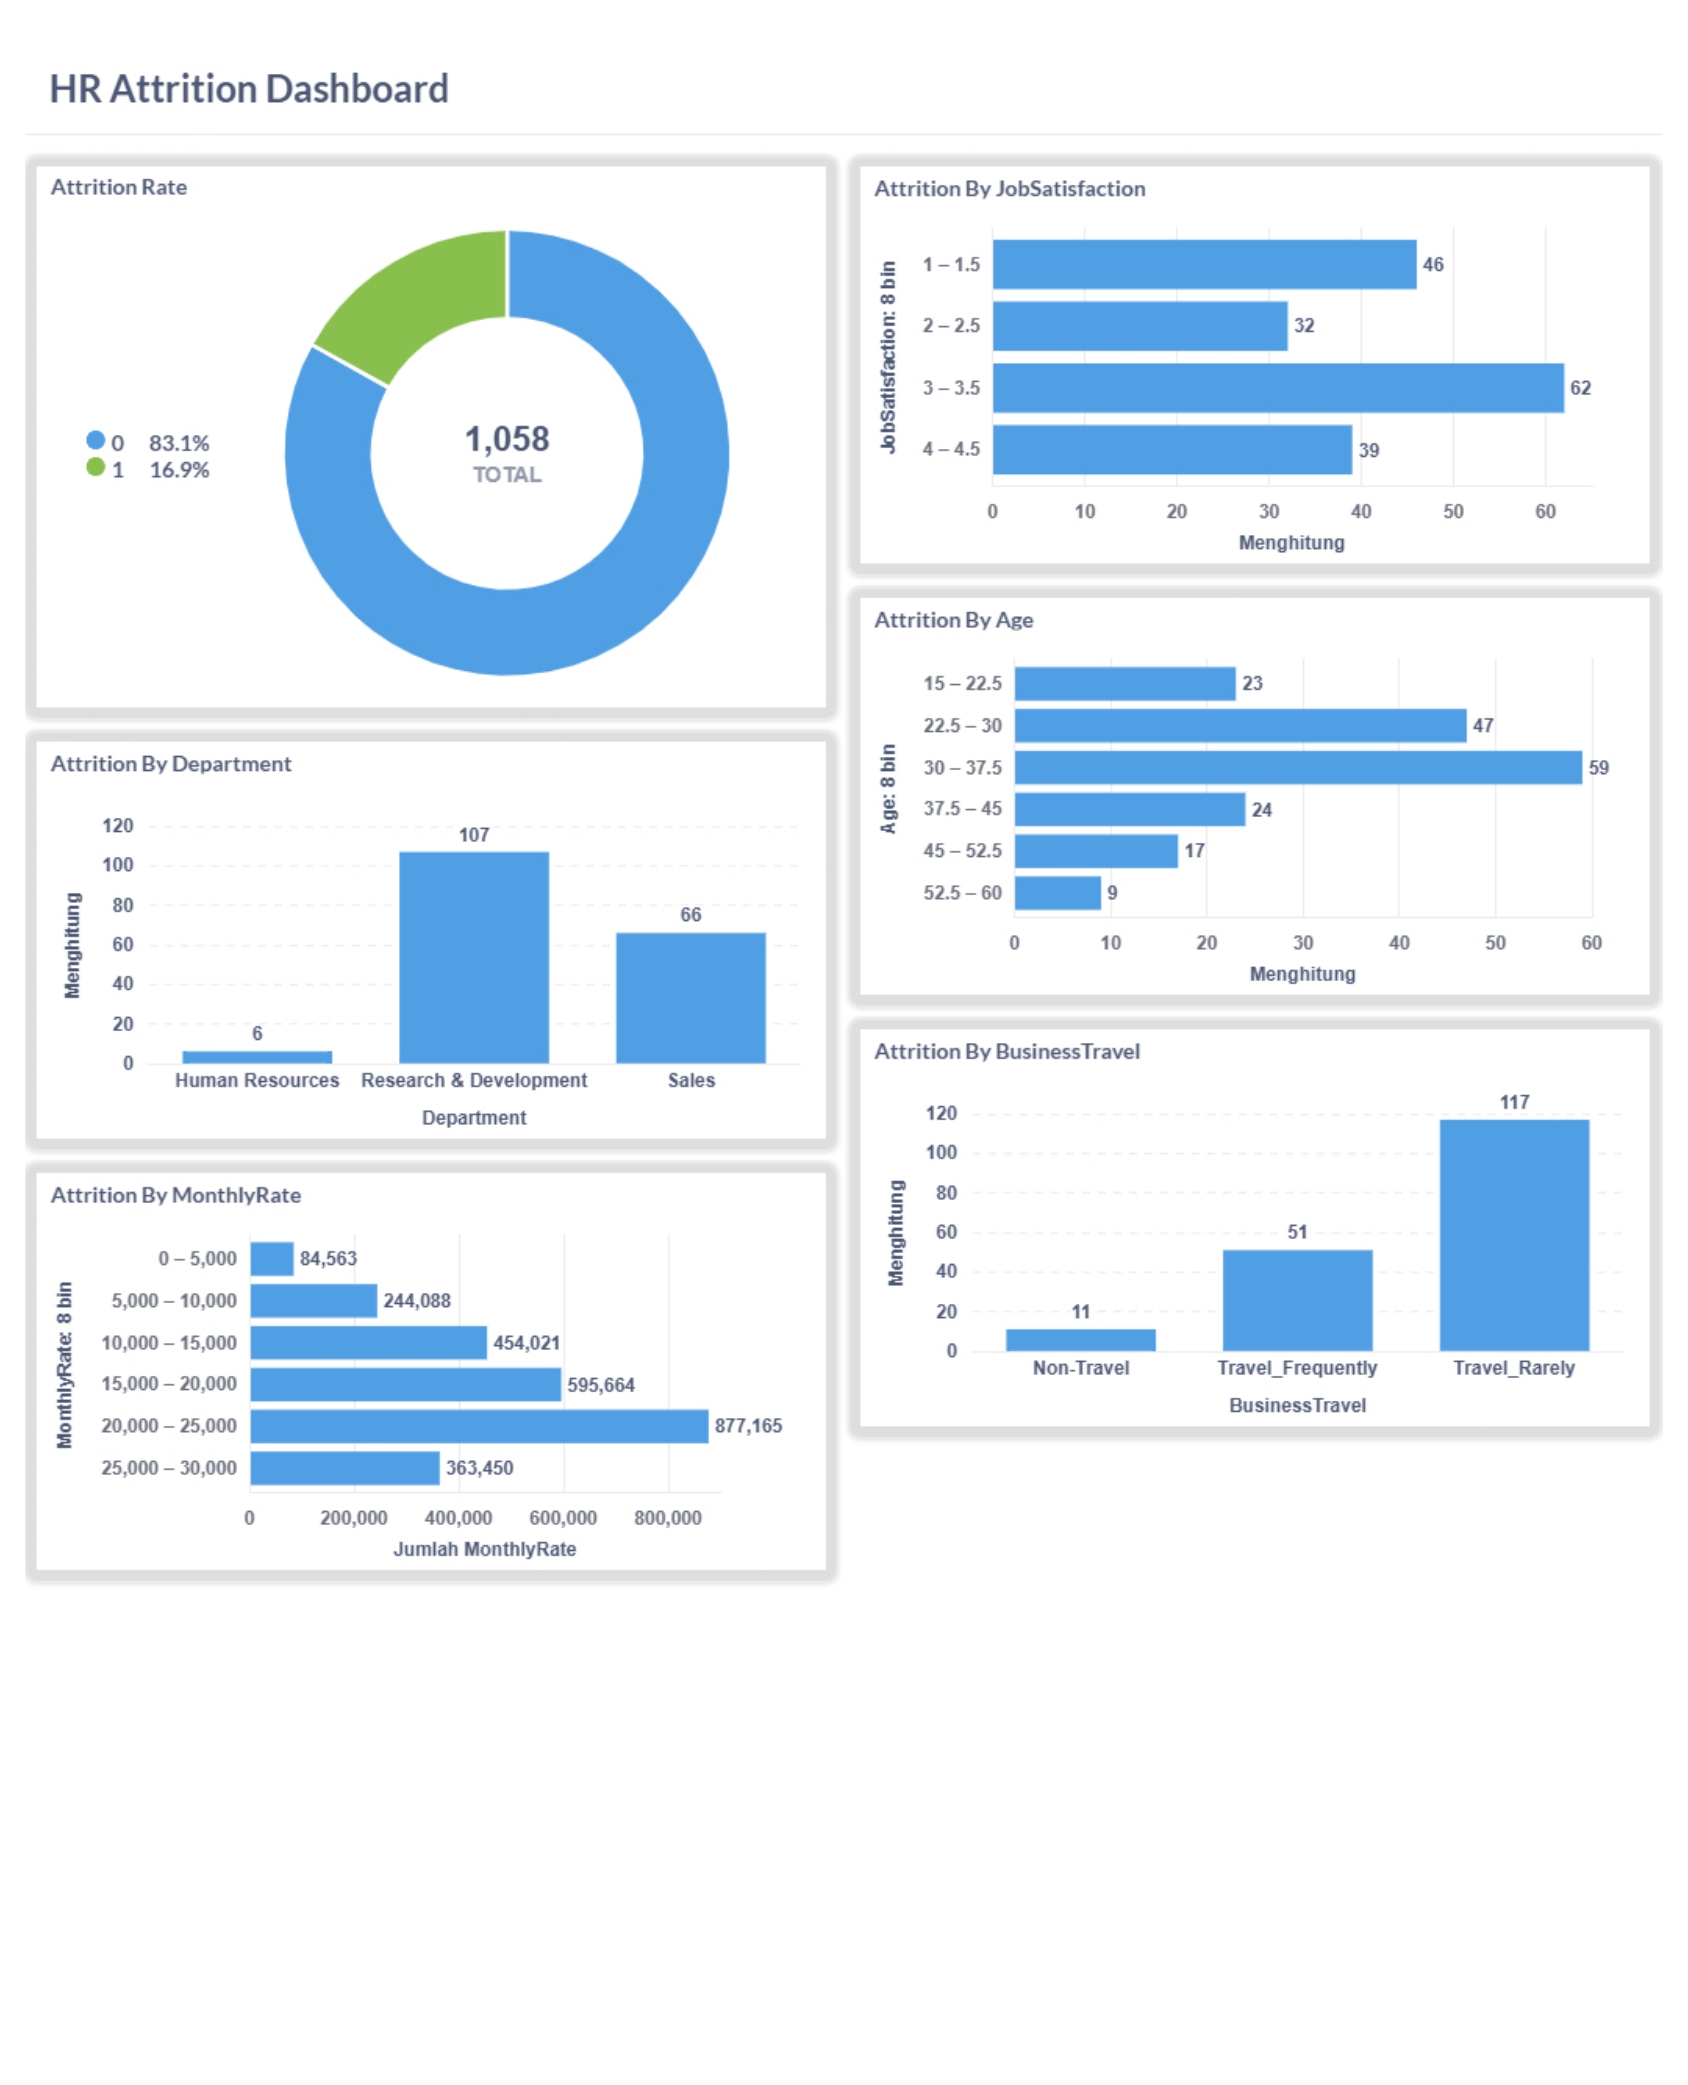 HR Attrition Dashboard
Attrition Rate
0 83.1%
1 16.9%
1,058
TOTAL
Attrition By Department
Menghitung
120
100
80
60
40
20
0
6
107
66
Human Resources Research & Development Sales
Department
Attrition By MonthlyRate
MonthlyRate: 8 bin
0 – 5,000 84,563
5,000 – 10,000 244,088
10,000 – 15,000 454,021
15,000 – 20,000 595,664
20,000 – 25,000 877,165
25,000 – 30,000 363,450
0 200,000 400,000 600,000 800,000
Jumlah MonthlyRate
Attrition By JobSatisfaction
JobSatisfaction: 8 bin
1 – 1.5 46
2 – 2.5 32
3 – 3.5 62
4 – 4.5 39
0 10 20 30 40 50 60
Menghitung
Attrition By Age
Age: 8 bin
15 – 22.5 23
22.5 – 30 47
30 – 37.5 59
37.5 – 45 24
45 – 52.5 17
52.5 – 60 9
0 10 20 30 40 50 60
Menghitung
Attrition By BusinessTravel
Menghitung
120
100
80
60
40
20
0
11
51
117
Non-Travel Travel_Frequently Travel_Rarely
BusinessTravel